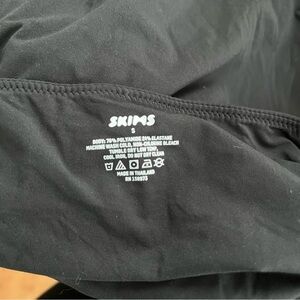 SKIMS
S
BODY: 76% POLYAMIDE 24% ELASTANE
MACHINE WASH COLD, NON-CHLORINE BLEACH
TUMBLE DRY LOW TEMP,
COOL IRON, DO NOT DRY CLEAN
MADE IN THAILAND
RN